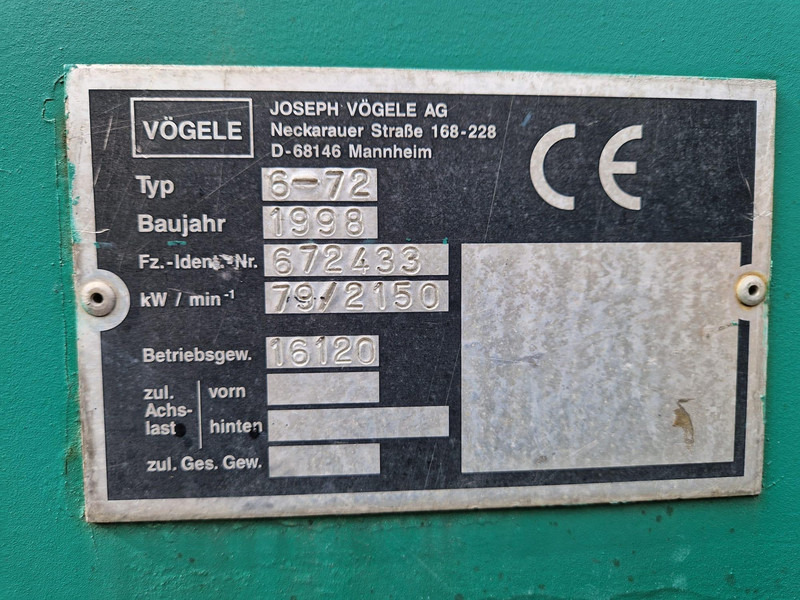 VÖGELE
JOSEPH VÖGELE AG
Neckarauer Straße 168-228
D-68146 Mannheim
CE
Typ 6-72
Baujahr 1998
Fz.-Ident.-Nr. 672433
kW / min⁻¹ 79/2150
Betriebsgew. 16120
zul. Achs-last vorn
hinten
zul. Ges. Gew.